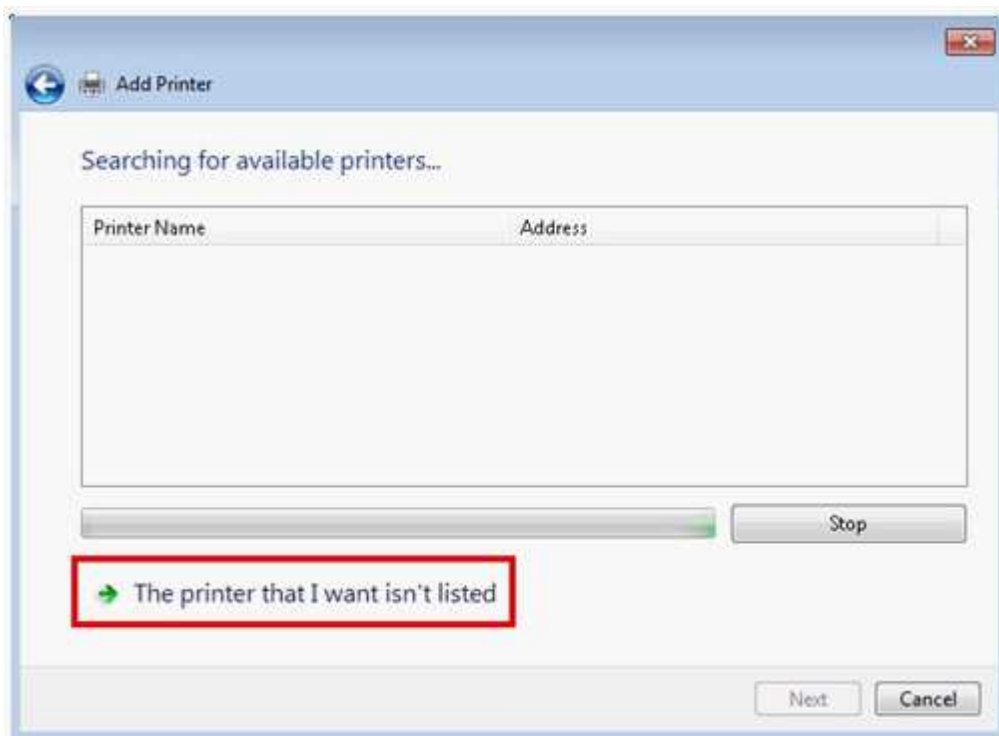 Add Printer
Searching for available printers...
Printer Name Address
Stop
The printer that I want isn't listed
Next Cancel